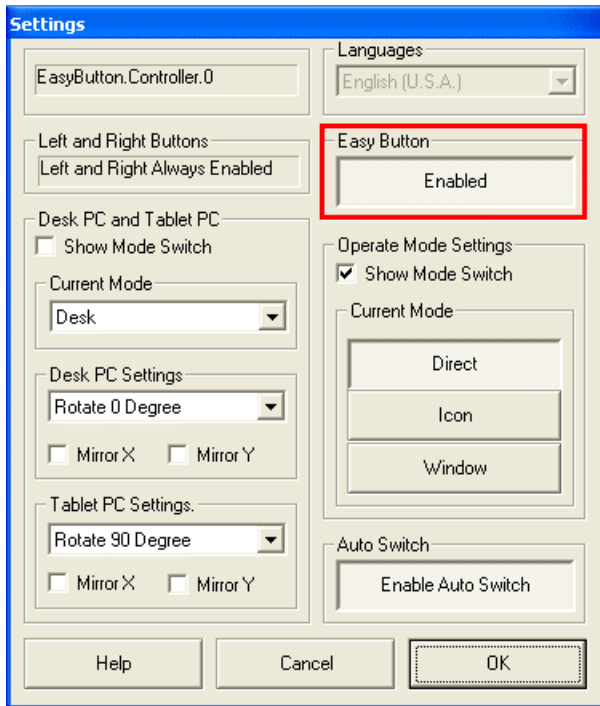 Settings
EasyButton.Controller.0
Languages
English (U.S.A.)
Left and Right Buttons
Left and Right Always Enabled
Easy Button
Enabled
Desk PC and Tablet PC
Show Mode Switch
Current Mode
Desk
Desk PC Settings
Rotate 0 Degree
Mirror X
Mirror Y
Tablet PC Settings.
Rotate 90 Degree
Mirror X
Mirror Y
Operate Mode Settings
Show Mode Switch
Current Mode
Direct
Icon
Window
Auto Switch
Enable Auto Switch
Help
Cancel
OK